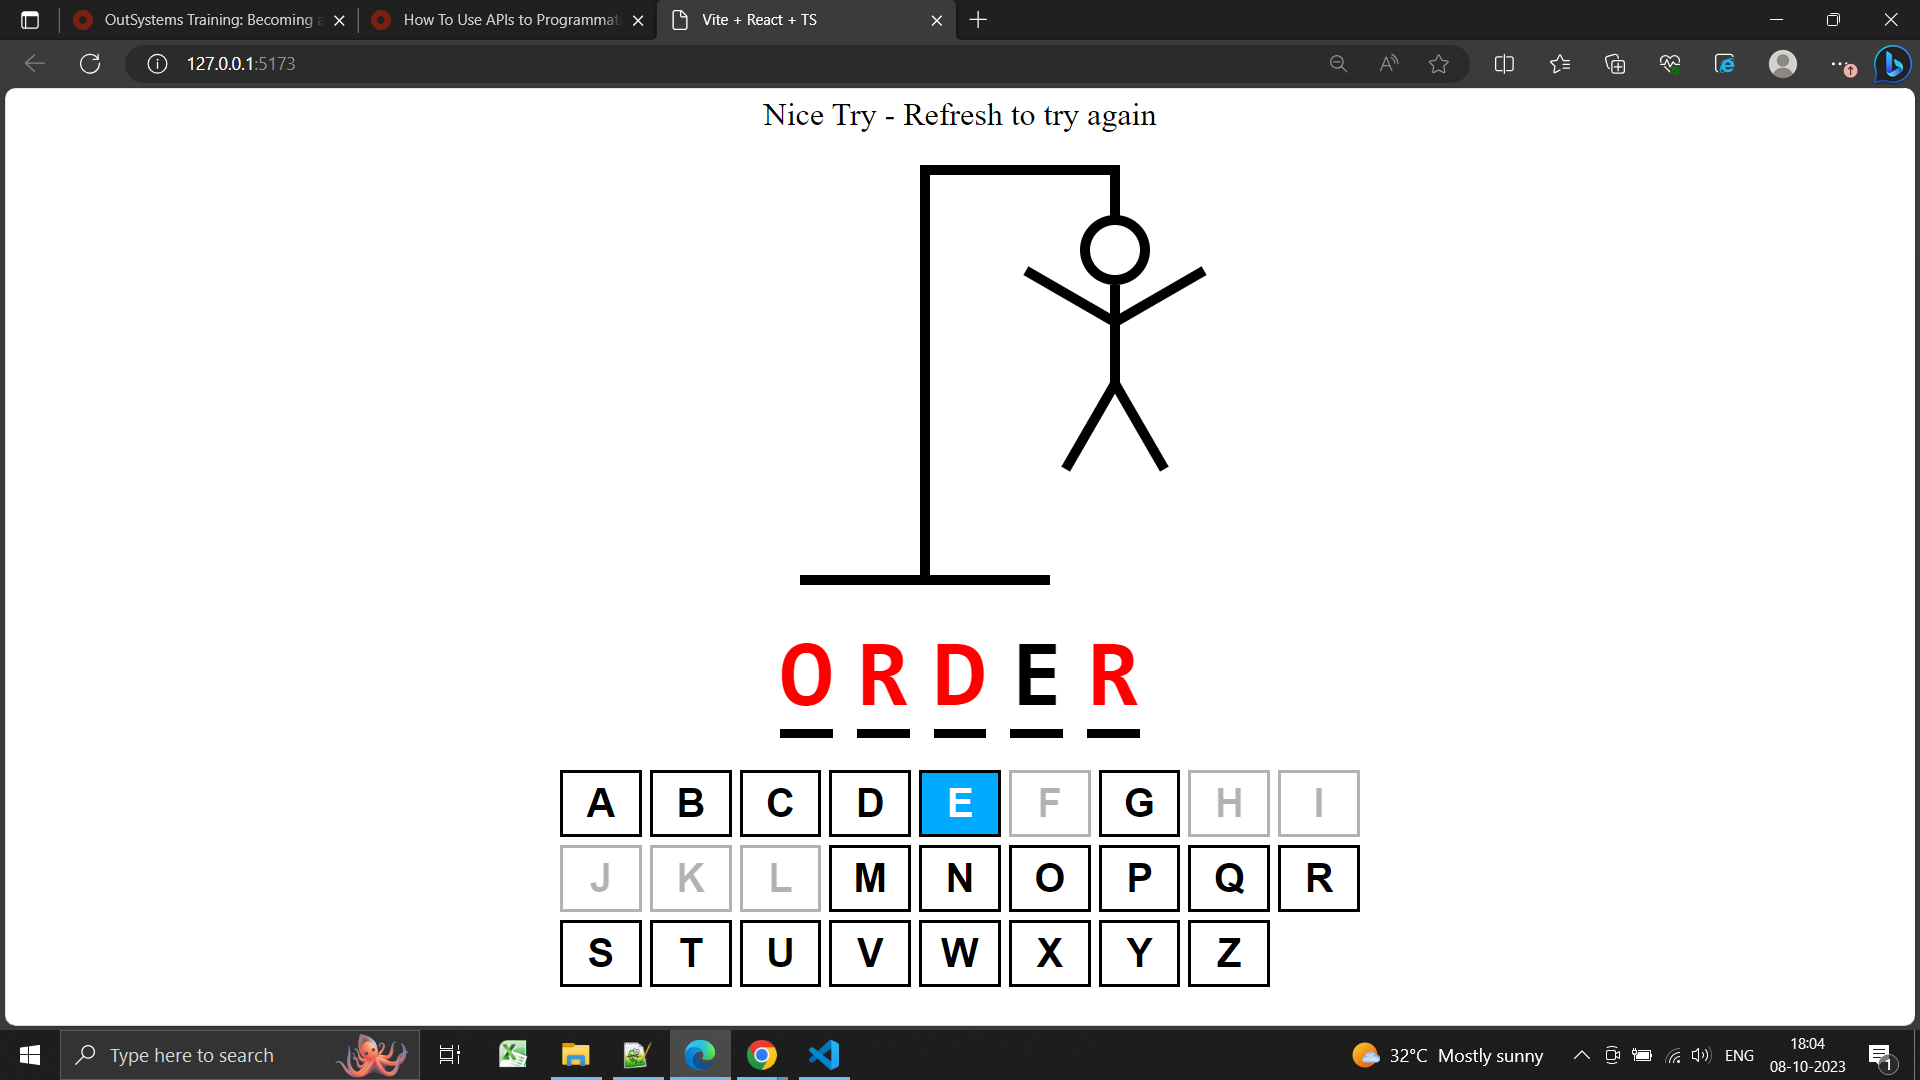 OutSystems Training: Becoming a
How To Use APIs to Programmat
Vite + React + TS
127.0.0.1:5173
Nice Try - Refresh to try again
O R D E R
A B C D E F G H I
J K L M N O P Q R
S T U V W X Y Z
Type here to search
32°C Mostly sunny
ENG
18:04
08-10-2023
1